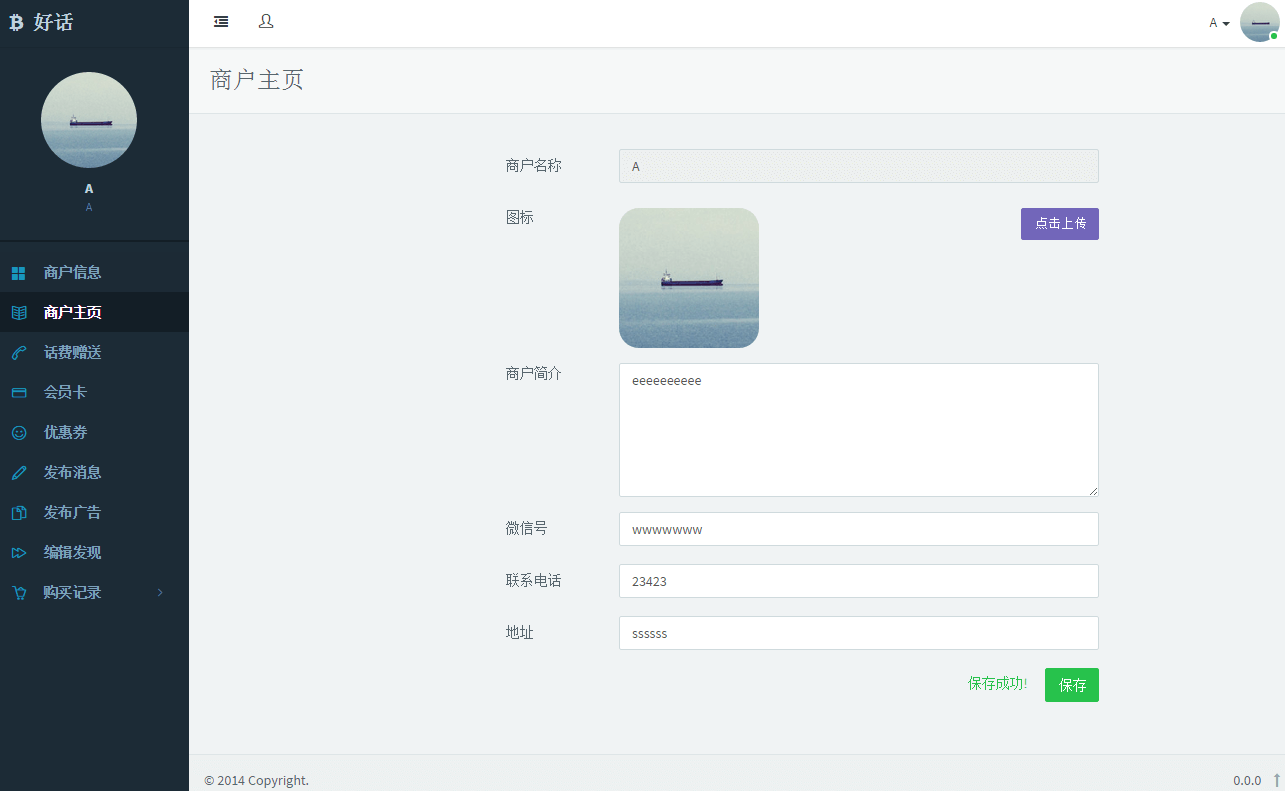 好话
A
商户主页
A
A
商户信息
商户主页
话费赠送
会员卡
优惠券
发布消息
发布广告
编辑发现
购买记录
商户名称
A
图标
点击上传
商户简介
eeeeeeeeee
微信号
wwwwwww
联系电话
23423
地址
ssssss
保存成功!
保存
© 2014 Copyright.
0.0.0